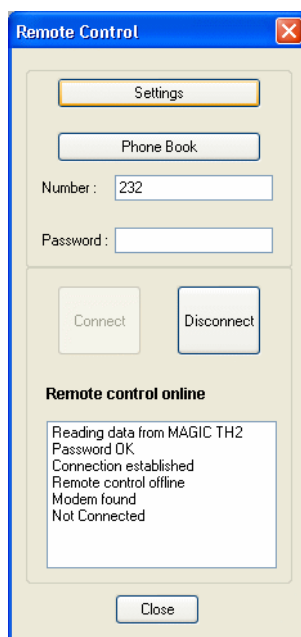 Remote Control
Settings
Phone Book
Number : 232
Password :
Connect Disconnect
Remote control online
Reading data from MAGIC TH2
Password OK
Connection established
Remote control offline
Modem found
Not Connected
Close